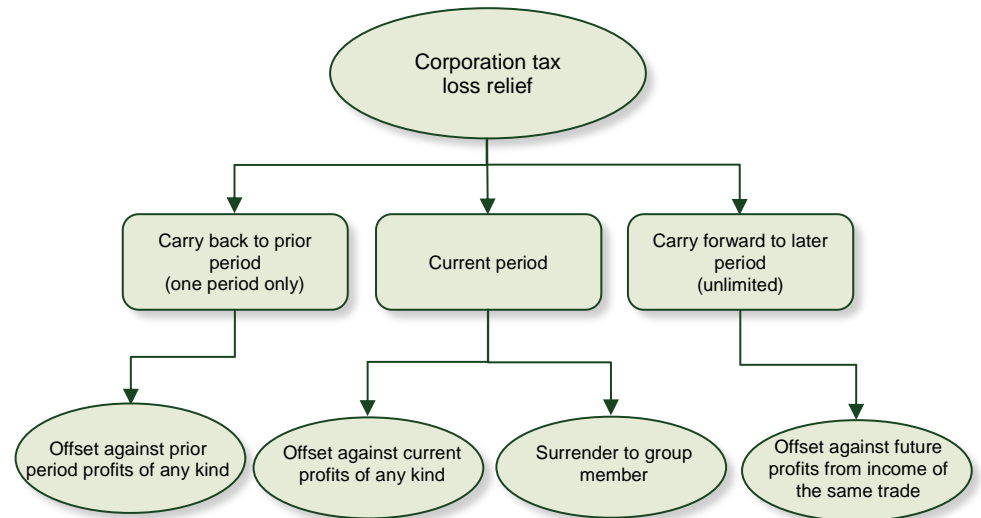 Corporation tax
loss relief
Carry back to prior
period
(one period only)
Current period
Carry forward to later
period
(unlimited)
Offset against prior
period profits of any kind
Offset against current
profits of any kind
Surrender to group
member
Offset against future
profits from income of
the same trade